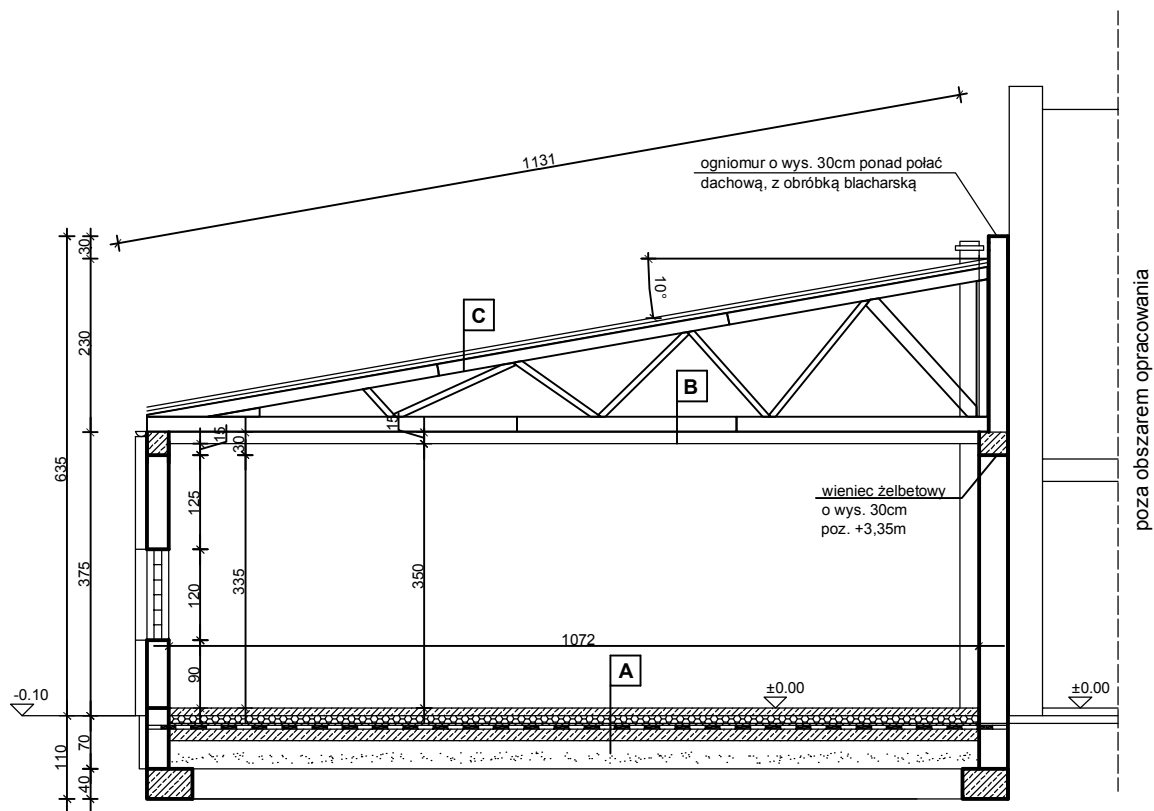 1131
ogniomur o wys. 30cm ponad połać
dachową, z obróbką blacharską
30
10°
C
230
B
15
15
30
635
wieniec żelbetowy
o wys. 30cm
poz. +3,35m
125
375
120
335
350
1072
90
A
-0.10
±0.00
±0.00
70
110
40
poza obszarem opracowania